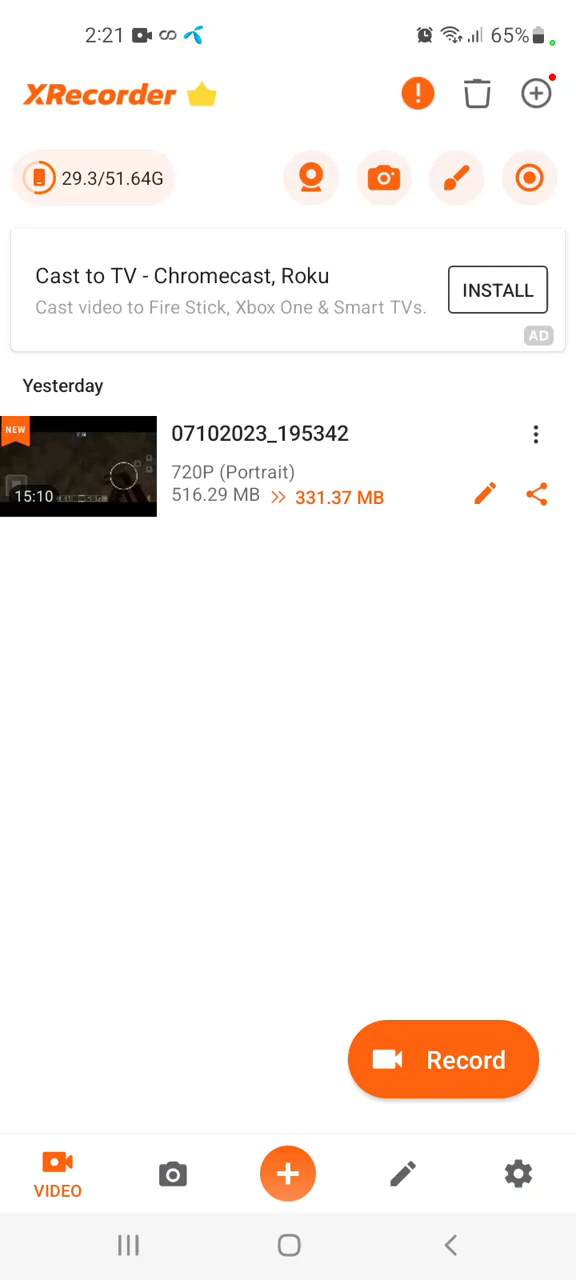 2:21 65%
XRecorder
29.3/51.64G
Cast to TV - Chromecast, Roku
Cast video to Fire Stick, Xbox One & Smart TVs.
INSTALL
AD
Yesterday
NEW
15:10
07102023_195342
720P (Portrait)
516.29 MB >> 331.37 MB
Record
VIDEO